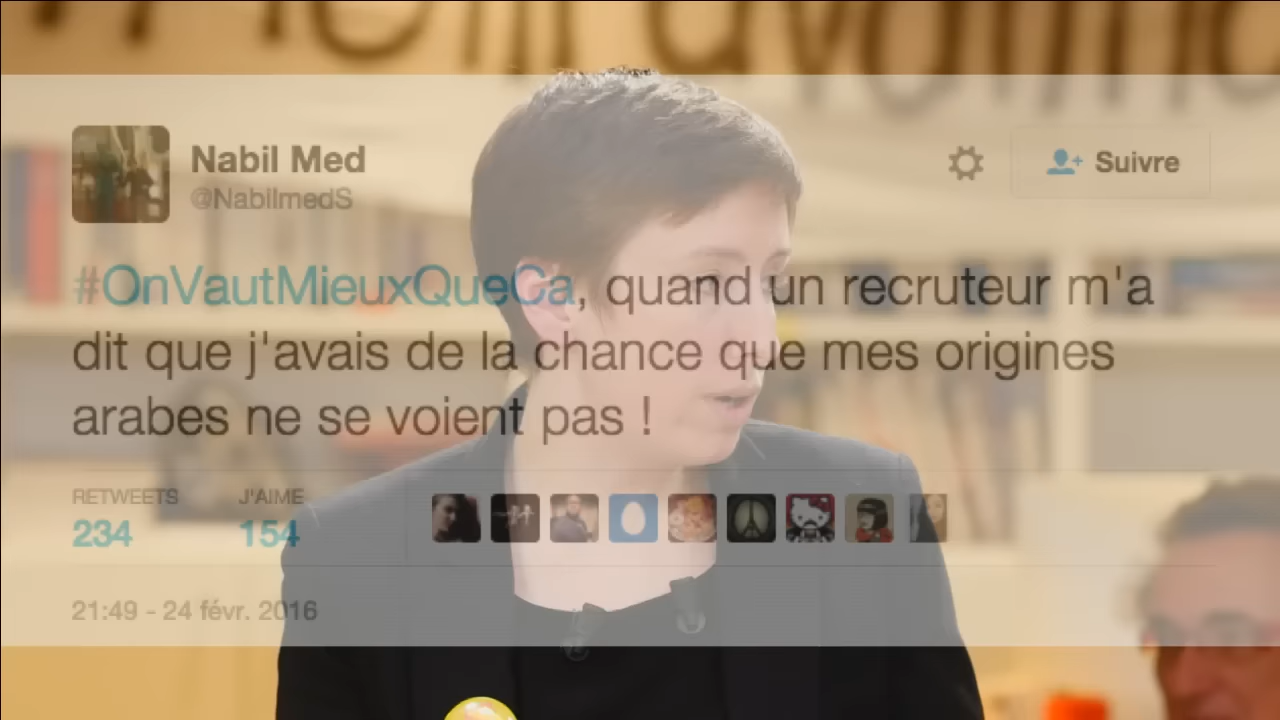 Nabil Med
@NabilmedS
Suivre
#OnVautMieuxQueCa, quand un recruteur m'a
dit que j'avais de la chance que mes origines
arabes ne se voient pas !
RETWEETS J'AIME
234 154
21:49 - 24 févr. 2016